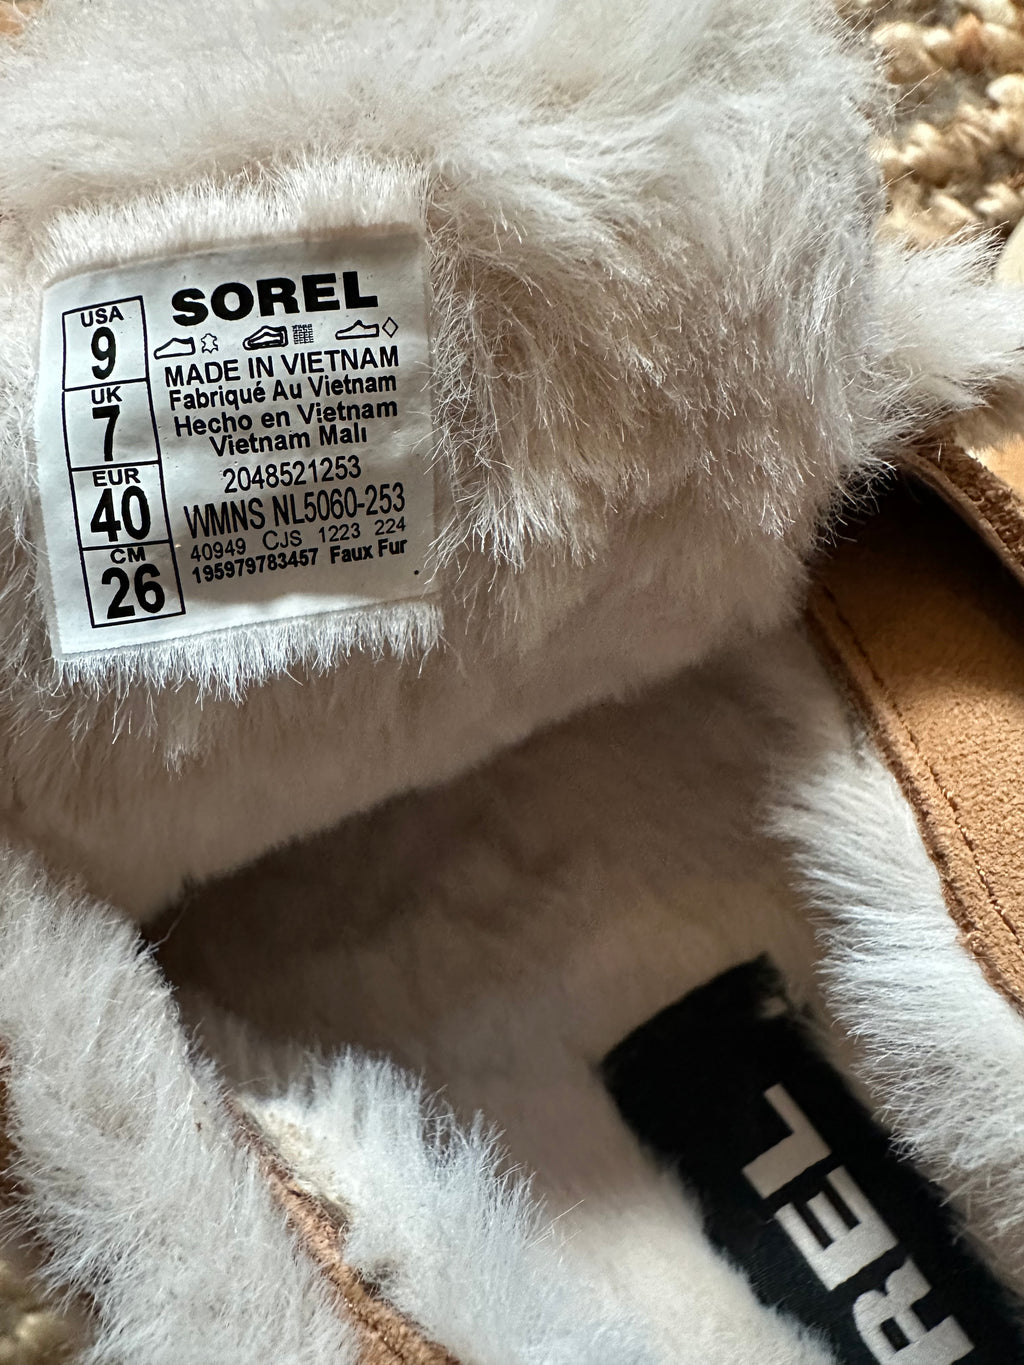 USA
9
UK
7
EUR
40
CM
26
SOREL
MADE IN VIETNAM
Fabriqué Au Vietnam
Hecho en Vietnam
Vietnam Malı
2048521253
WMNS NL5060-253
40949 CJS 1223 224
195979783457 Faux Fur
REL